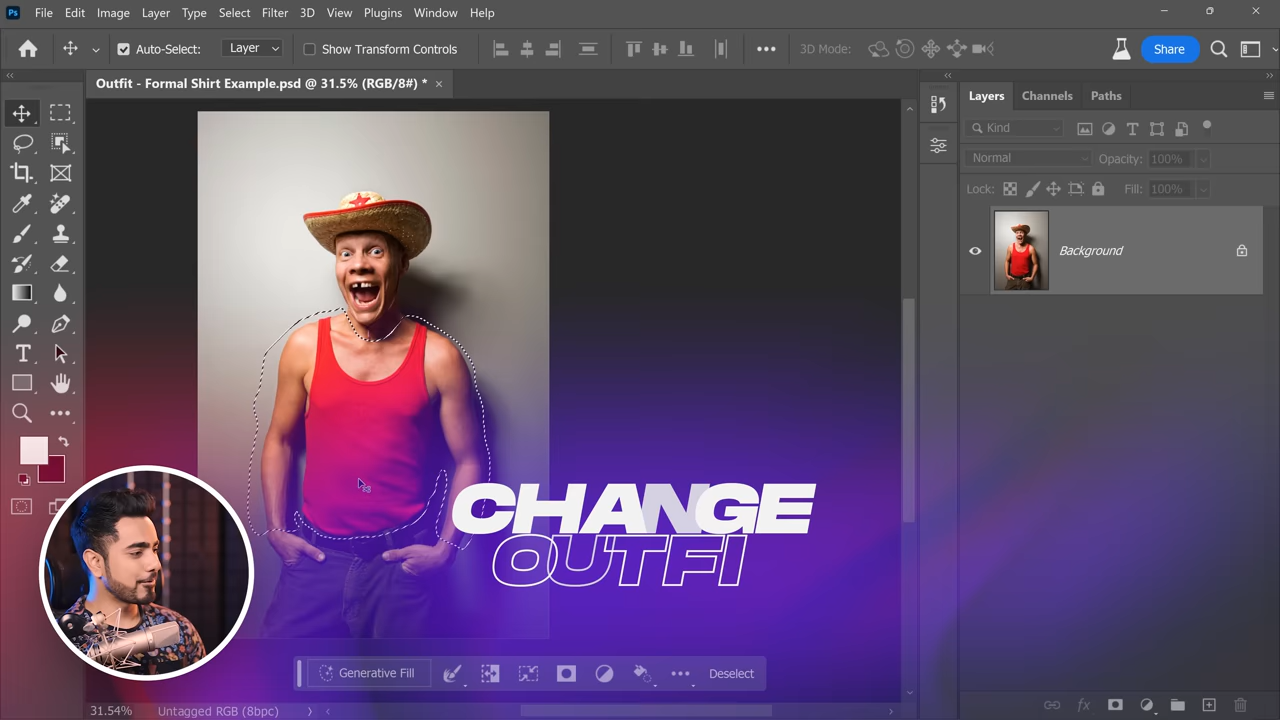 Ps File Edit Image Layer Type Select Filter 3D View Plugins Window Help
Auto-Select: Layer Show Transform Controls 3D Mode: Share
Outfit - Formal Shirt Example.psd @ 31.5% (RGB/8#) * ×
Layers Channels Paths
Kind
Normal Opacity: 100%
Lock: Fill: 100%
Background
CHANGE
OUTFI
Generative Fill Deselect
31.54% Untagged RGB (8bpc)
fx